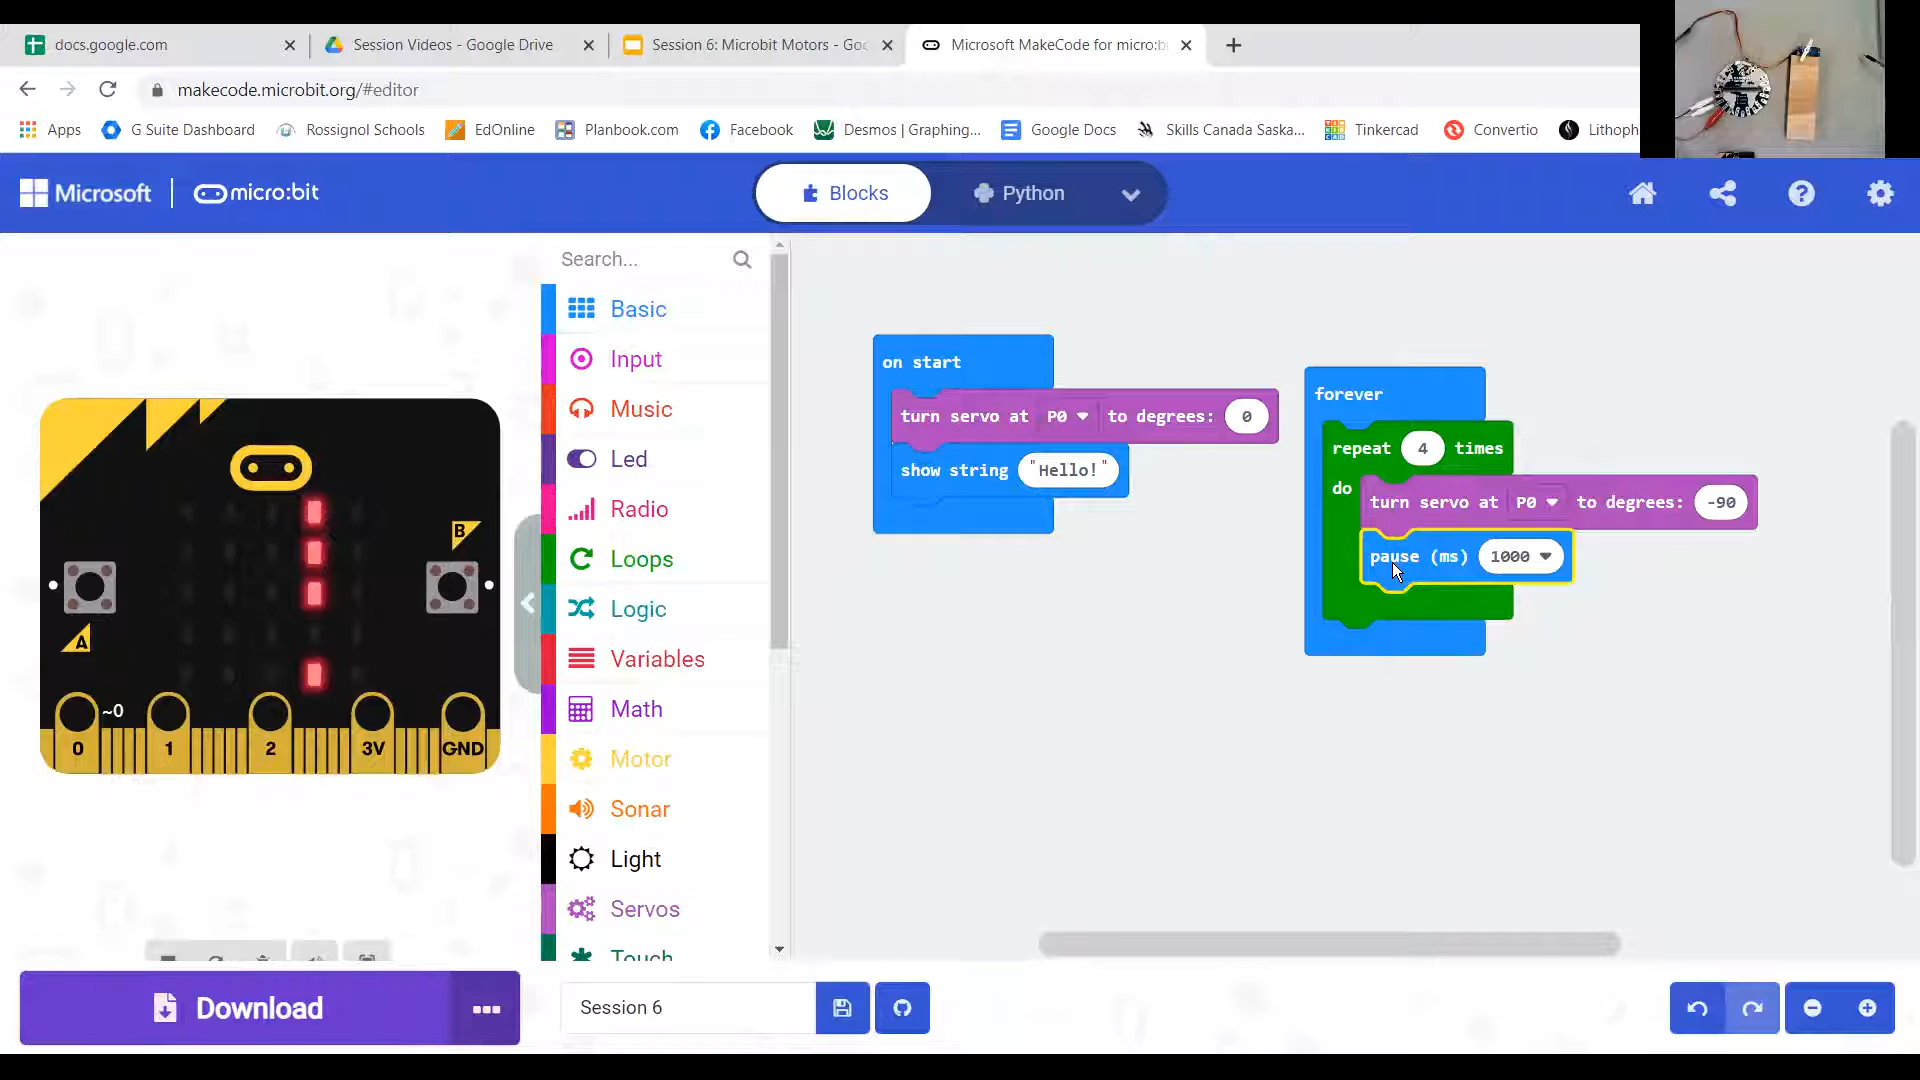 docs.google.com
Session Videos - Google Drive
Session 6: Microbit Motors - Goo
Microsoft MakeCode for micro:b
makecode.microbit.org/#editor
Apps
G Suite Dashboard
Rossignol Schools
EdOnline
Planbook.com
Facebook
Desmos | Graphing...
Google Docs
Skills Canada Saska...
Tinkercad
Convertio
Lithoph
Microsoft
micro:bit
Blocks
Python
Search...
Basic
Input
Music
Led
Radio
Loops
Logic
Variables
Math
Motor
Sonar
Light
Servos
Touch
B
A
~0
0
1
2
3V
GND
on start
turn servo at P0 to degrees: 0
show string "Hello!"
forever
repeat 4 times
do
turn servo at P0 to degrees: -90
pause (ms) 1000
Download
Session 6